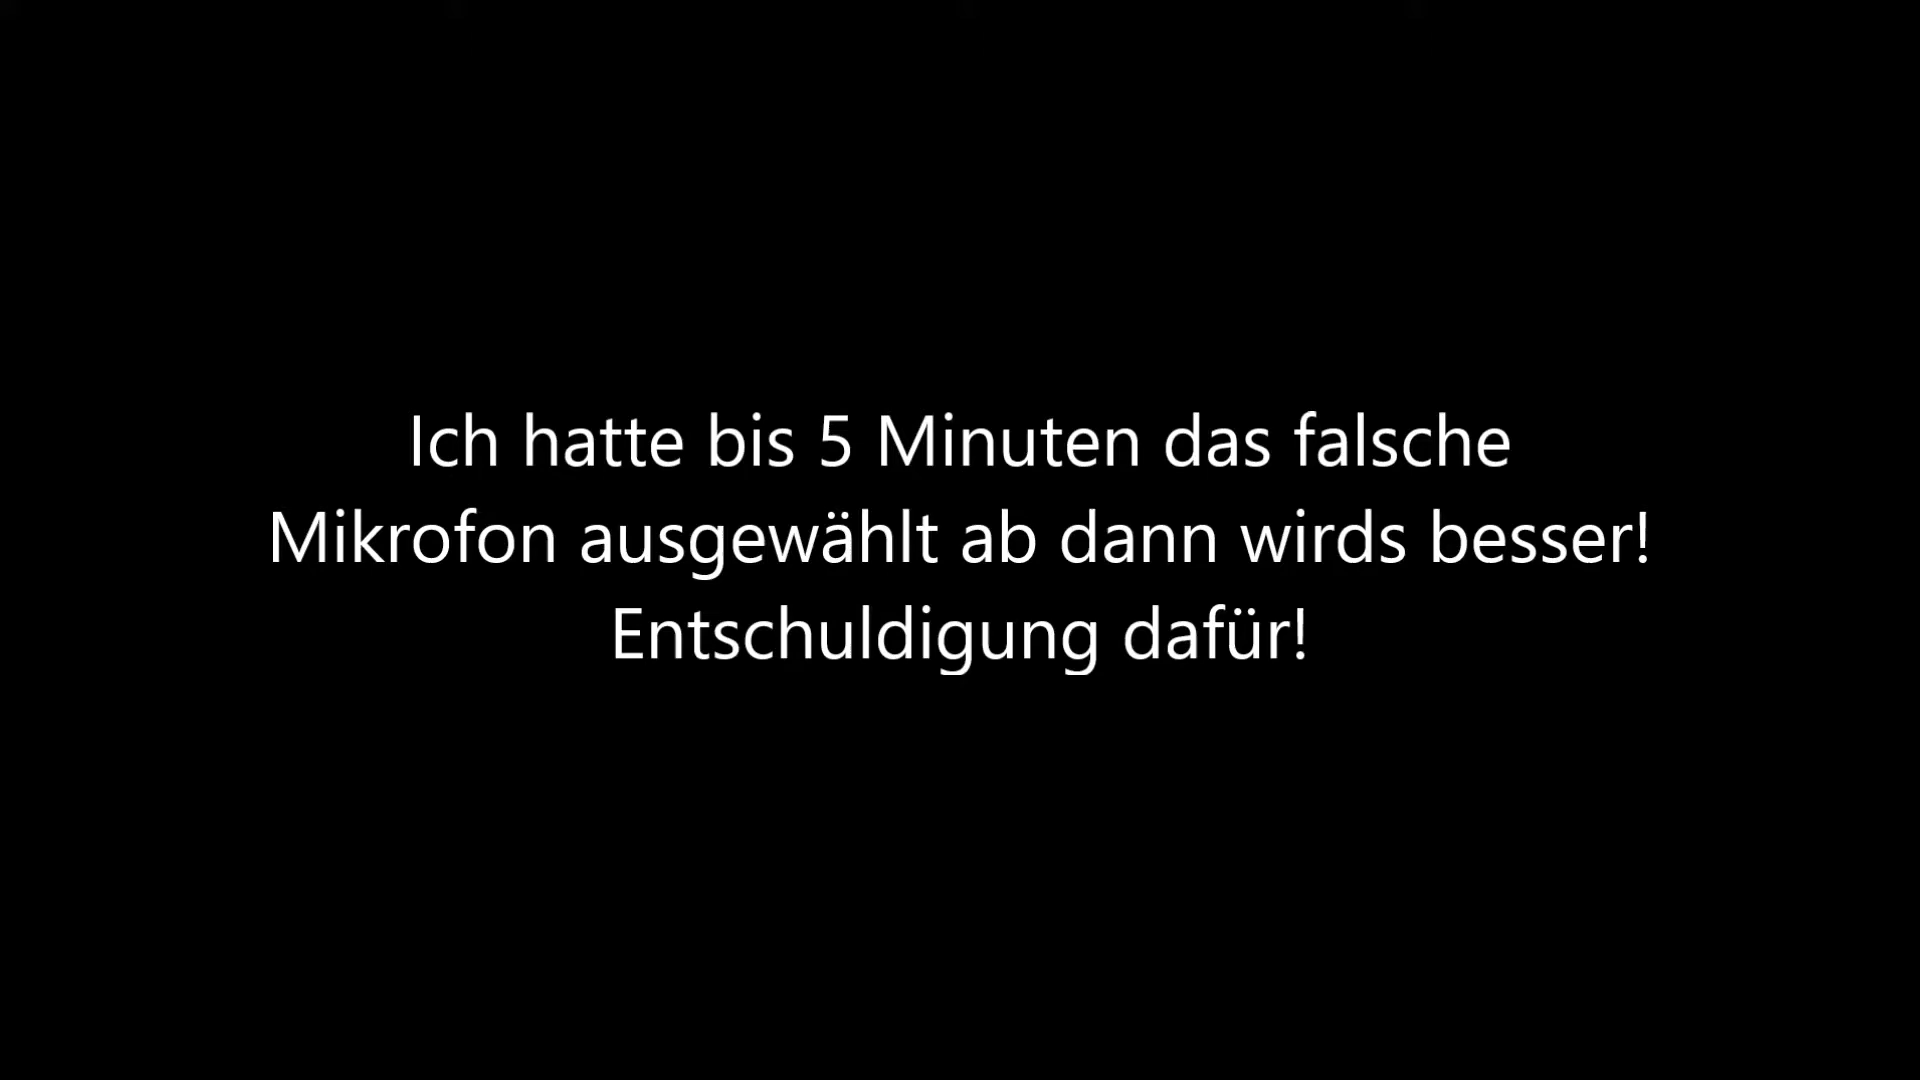 Ich hatte bis 5 Minuten das falsche
Mikrofon ausgewählt ab dann wirds besser!
Entschuldigung dafür!